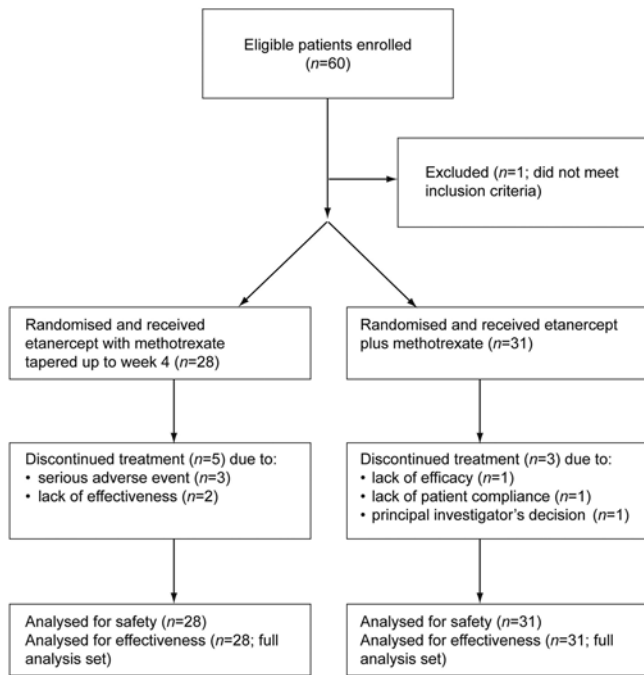 Eligible patients enrolled
(n=60)
Excluded (n=1; did not meet
inclusion criteria)
Randomised and received
etanercept with methotrexate
tapered up to week 4 (n=28)
Randomised and received etanercept
plus methotrexate (n=31)
Discontinued treatment (n=5) due to:
• serious adverse event (n=3)
• lack of effectiveness (n=2)
Discontinued treatment (n=3) due to:
• lack of efficacy (n=1)
• lack of patient compliance (n=1)
• principal investigator's decision (n=1)
Analysed for safety (n=28)
Analysed for effectiveness (n=28; full
analysis set)
Analysed for safety (n=31)
Analysed for effectiveness (n=31; full
analysis set)